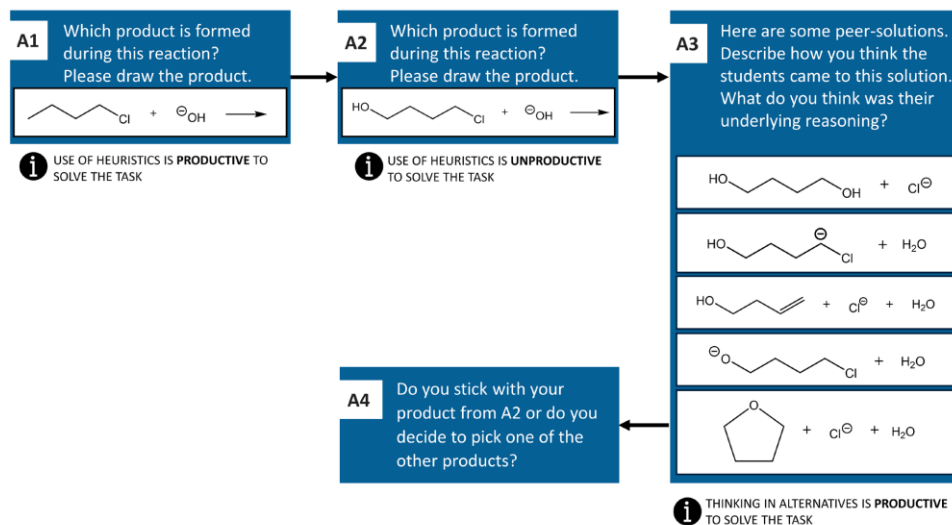 A1
Which product is formed
during this reaction?
Please draw the product.
Cl + ⊖OH
i USE OF HEURISTICS IS PRODUCTIVE TO
SOLVE THE TASK
A2
Which product is formed
during this reaction?
Please draw the product.
HO Cl + ⊖OH
i USE OF HEURISTICS IS UNPRODUCTIVE
TO SOLVE THE TASK
A3
Here are some peer-solutions.
Describe how you think the
students came to this solution.
What do you think was their
underlying reasoning?
HO OH + Cl⊖
HO ⊖ Cl + H₂O
HO + Cl⊖ + H₂O
⊖O Cl + H₂O
O + Cl⊖ + H₂O
i THINKING IN ALTERNATIVES IS PRODUCTIVE
TO SOLVE THE TASK
A4
Do you stick with your
product from A2 or do you
decide to pick one of the
other products?